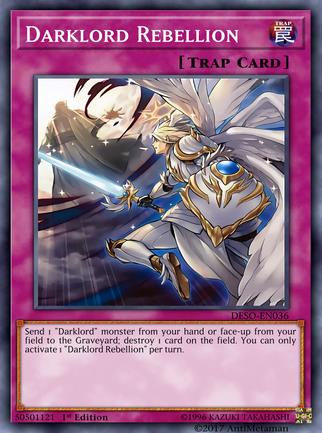 DARKLORD REBELLION
TRAP
罠
[TRAP CARD]
DESO-EN036
Send 1 "Darklord" monster from your hand or face-up from your
field to the Graveyard; destroy 1 card on the field. You can only
activate 1 "Darklord Rebellion" per turn.
50501121
1st Edition
©1996 KAZUKI TAKAHASHI
©2017 AntiMetaman